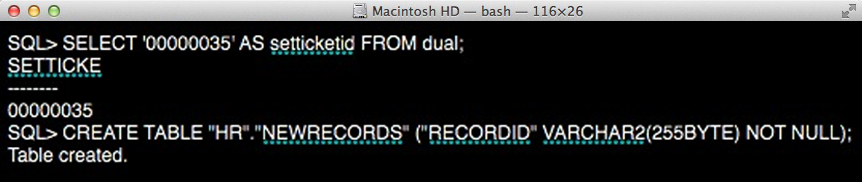 Macintosh HD — bash — 116×26
SQL> SELECT '00000035' AS setticketid FROM dual;
SETTICKE
--------
00000035
SQL> CREATE TABLE "HR"."NEWRECORDS" ("RECORDID" VARCHAR2(255BYTE) NOT NULL);
Table created.